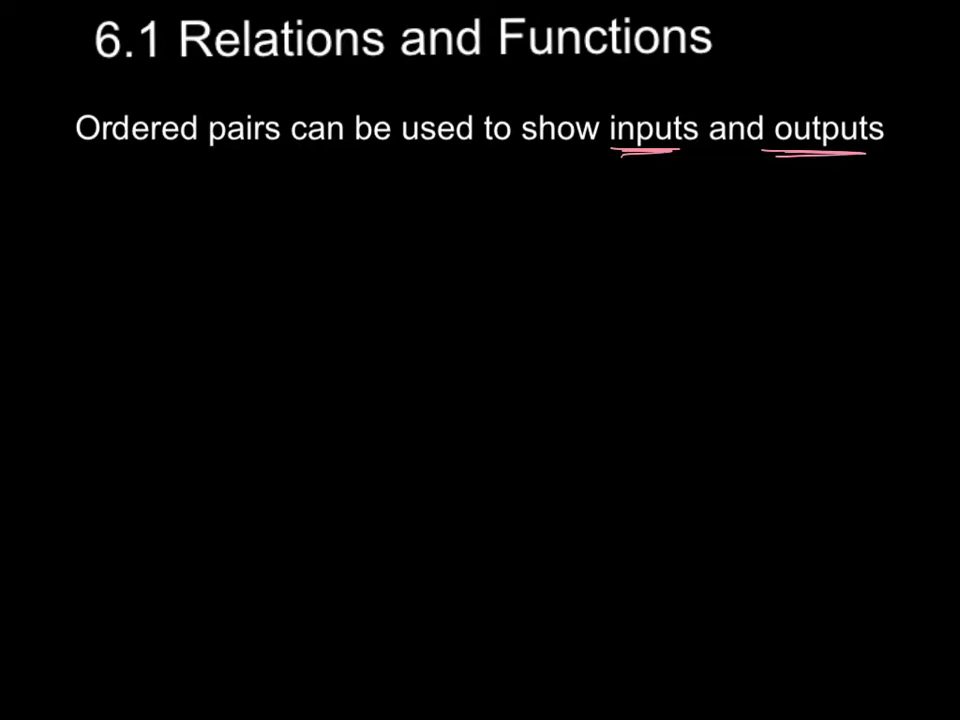 6.1 Relations and Functions
Ordered pairs can be used to show inputs and outputs